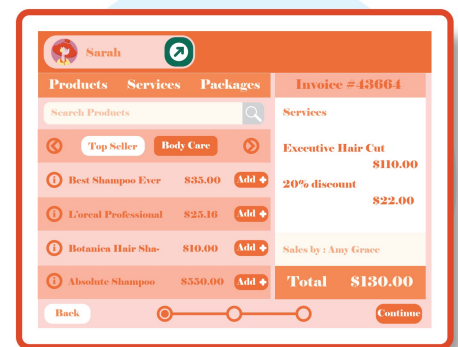 Sarah
Products Services Packages
Search Products
Top Seller Body Care
Best Shampoo Ever $35.00 Add +
L'oreal Professional $25.16 Add +
Botanica Hair Sha- $10.00 Add +
Absolute Shampoo $550.00 Add +
Invoice #43664
Services
Executive Hair Cut
$110.00
20% discount
$22.00
Sales by : Amy Grace
Total $130.00
Back Continue